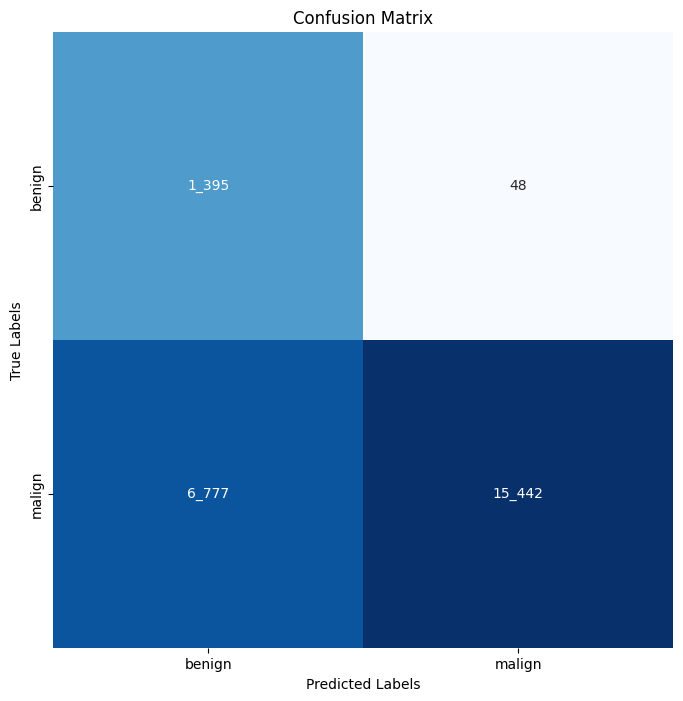 Confusion Matrix
True Labels
benign
1_395
48
malign
6_777
15_442
benign
malign
Predicted Labels